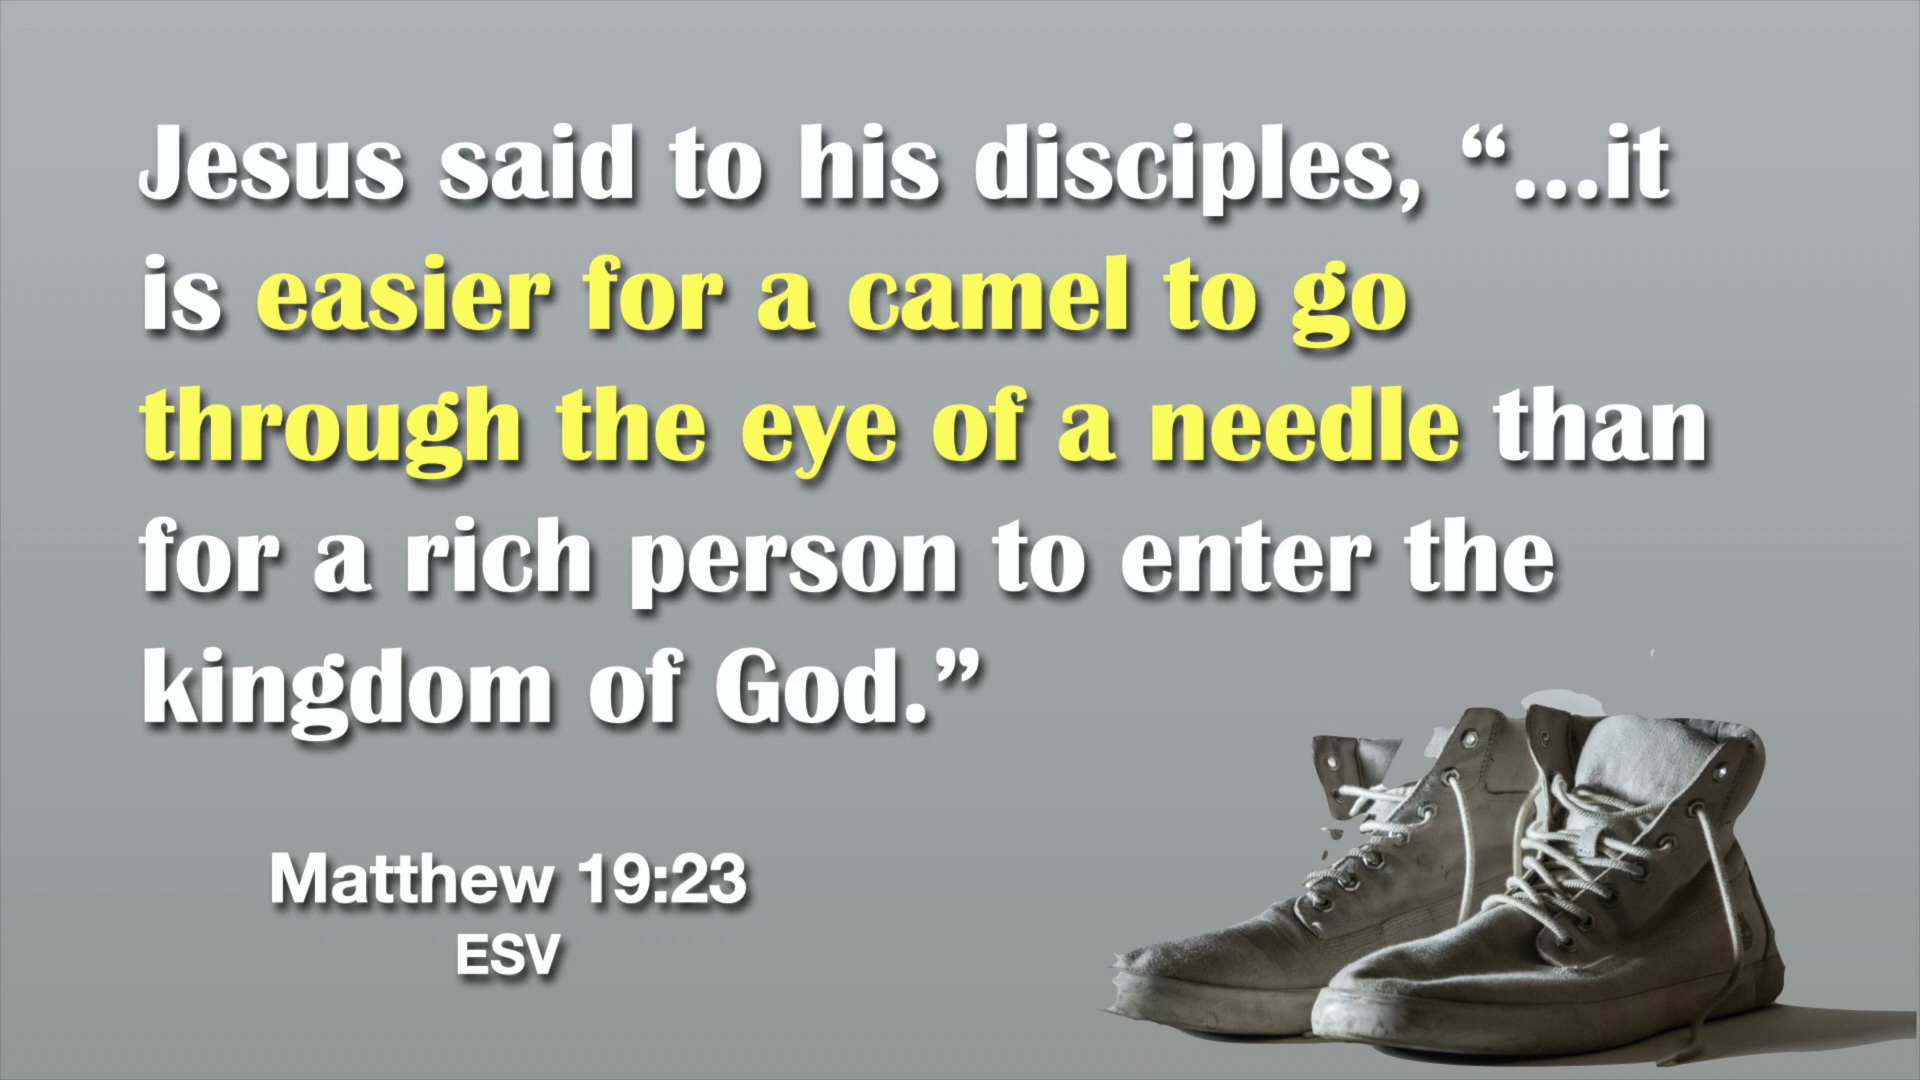 Jesus said to his disciples, “...it
is easier for a camel to go
through the eye of a needle than
for a rich person to enter the
kingdom of God.”
Matthew 19:23
ESV